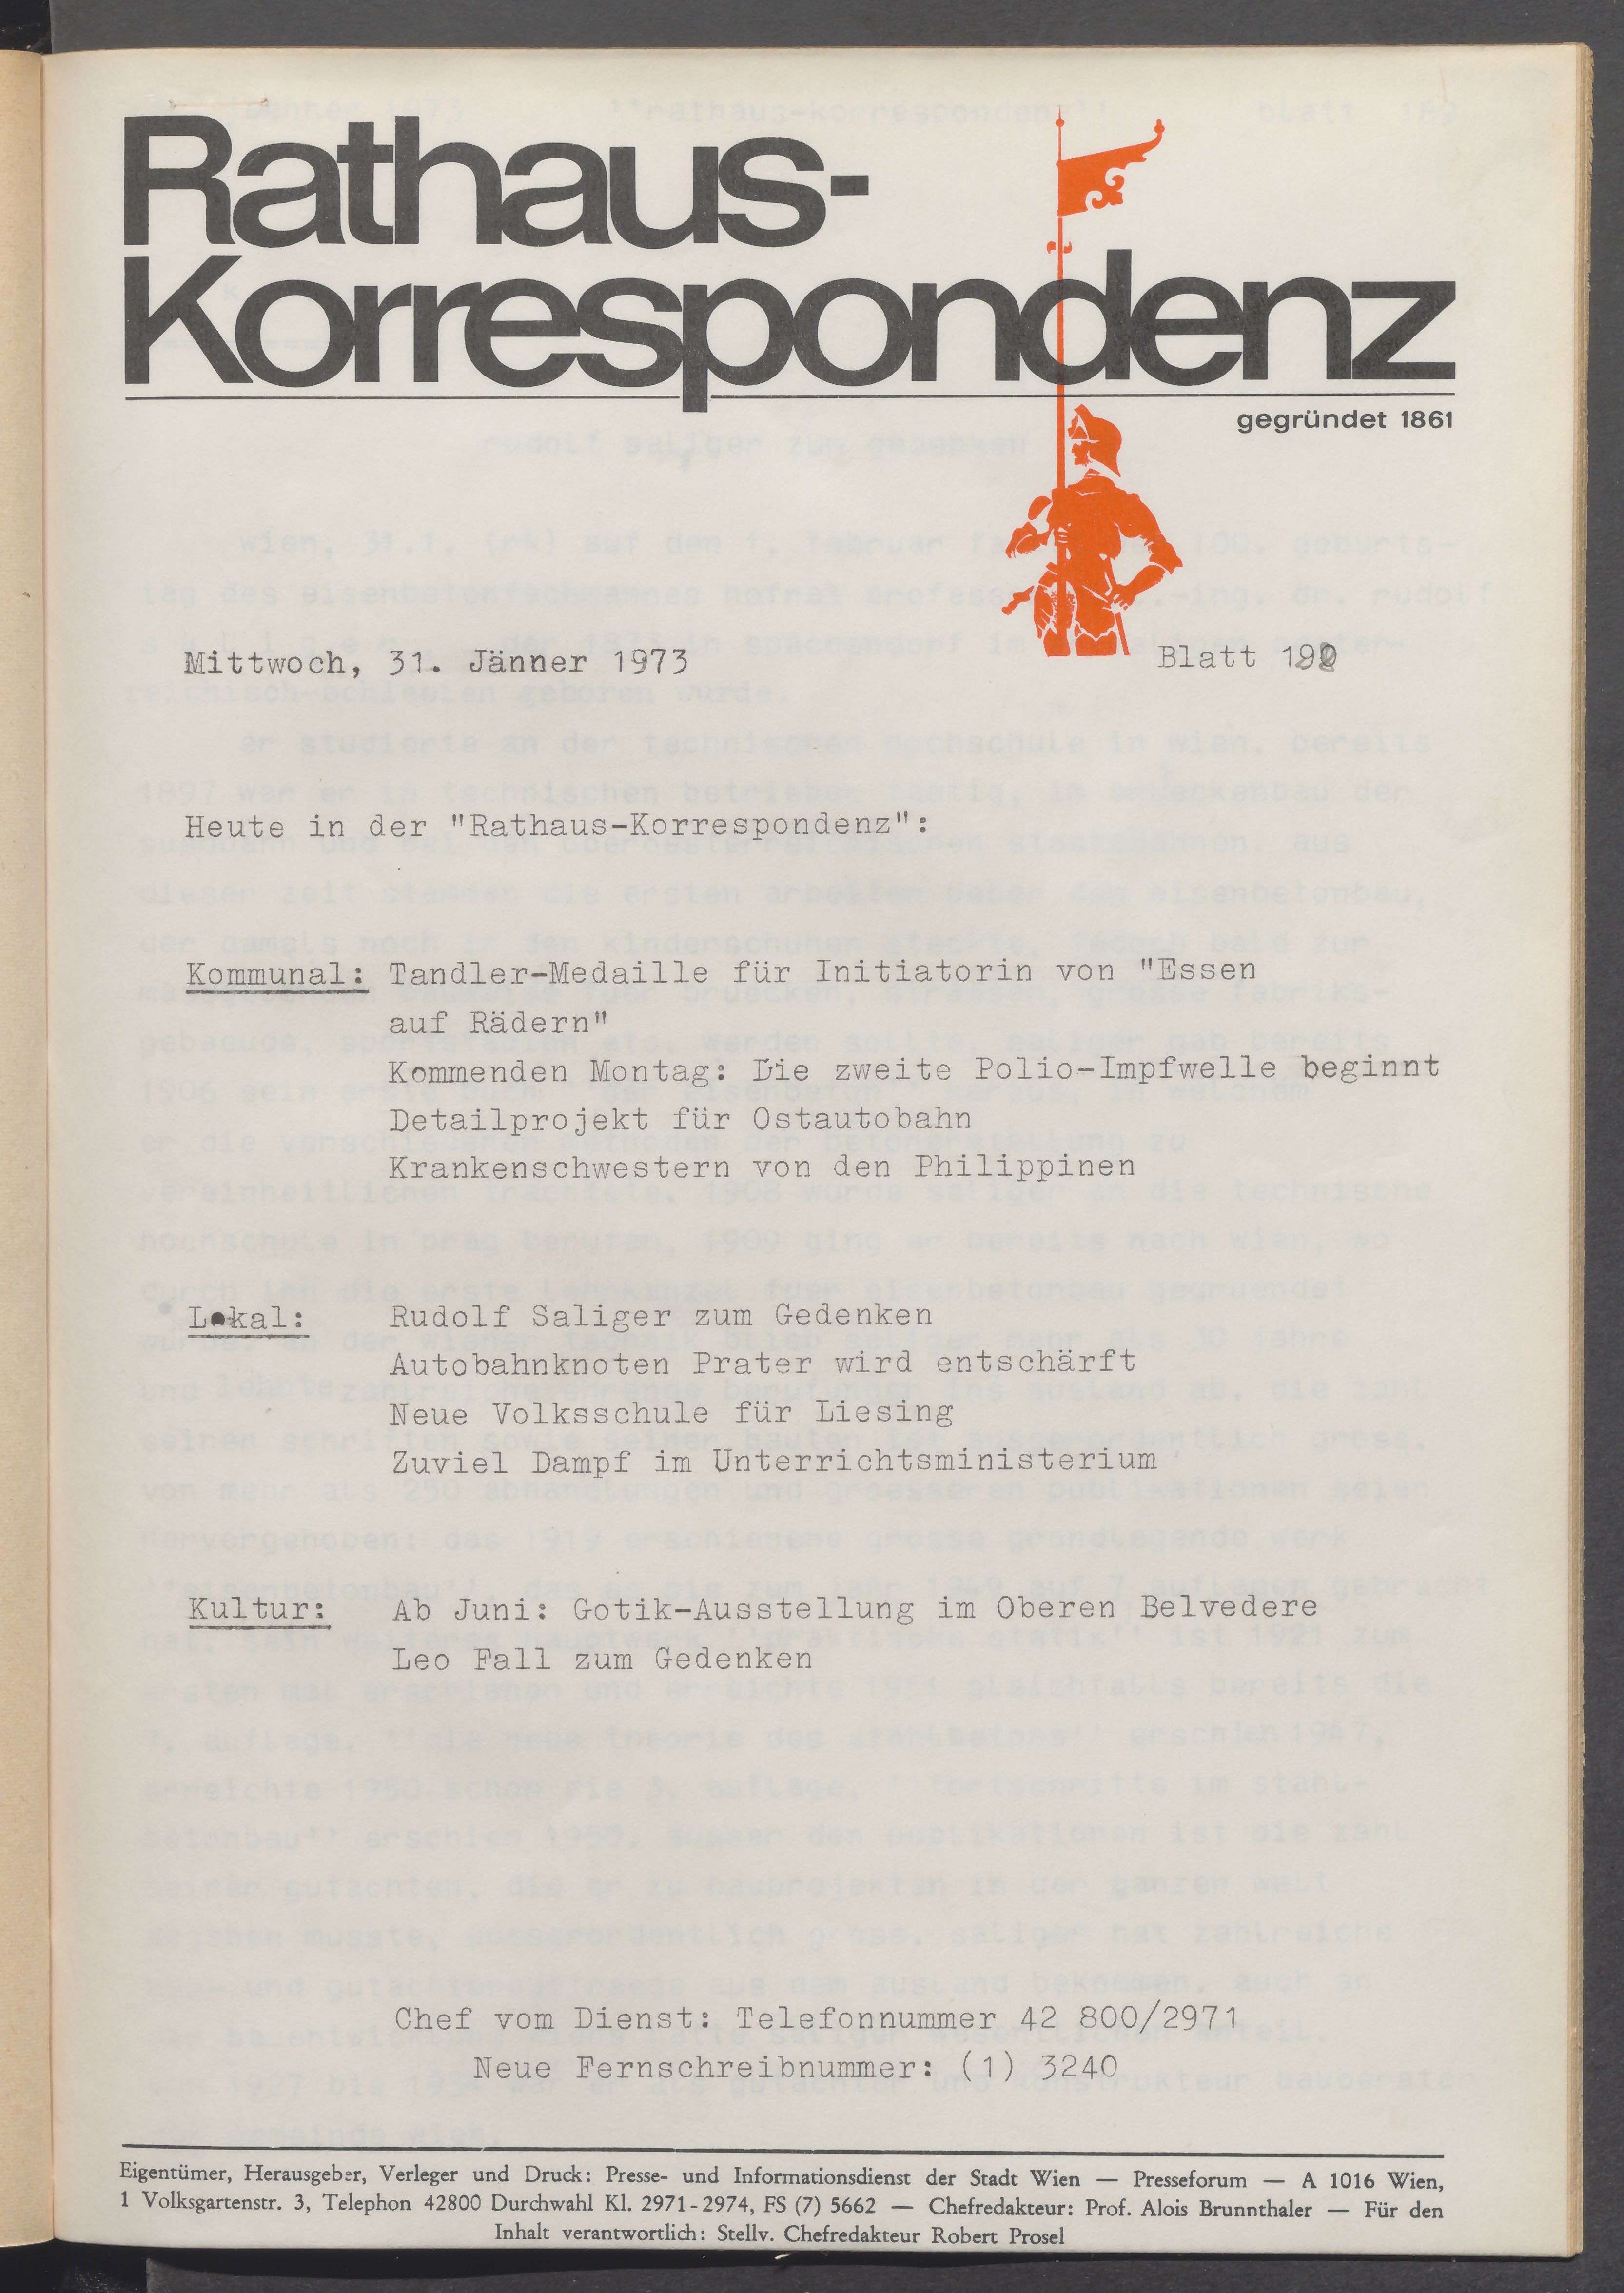 Rathaus-
Korrespondenz
gegründet 1861
Mittwoch, 31. Jänner 1973
Blatt
Heute in der "Rathaus-Korrespondenz":
Kommunal: Tandler-Medaille für Initiatorin von "Essen
auf Rädern"
Kommenden Montag: Die zweite Polio-Impfwelle beginnt
Detailprojekt für Ostautobahn
Krankenschwestern von den Philippinen
Lokal: Rudolf Saliger zum Gedenken
Autobahnknoten Prater wird entschärft
Neue Volksschule für Liesing
Zuviel Dampf im Unterrichtsministerium
Kultur: Ab Juni: Gotik-Ausstellung im Oberen Belvedere
Leo Fall zum Gedenken
Chef vom Dienst: Telefonnummer 42 800/2971
Neue Fernschreibnummer: (1) 3240
Eigentümer, Herausgeber, Verleger und Druck: Presse- und Informationsdienst der Stadt Wien — Presseforum — A 1016 Wien,
1 Volksgartenstr. 3, Telephon 42800 Durchwahl Kl. 2971-2974, FS (7) 5662 — Chefredakteur: Prof. Alois Brunnthaler — Für den
Inhalt verantwortlich: Stellv. Chefredakteur Robert Prosel